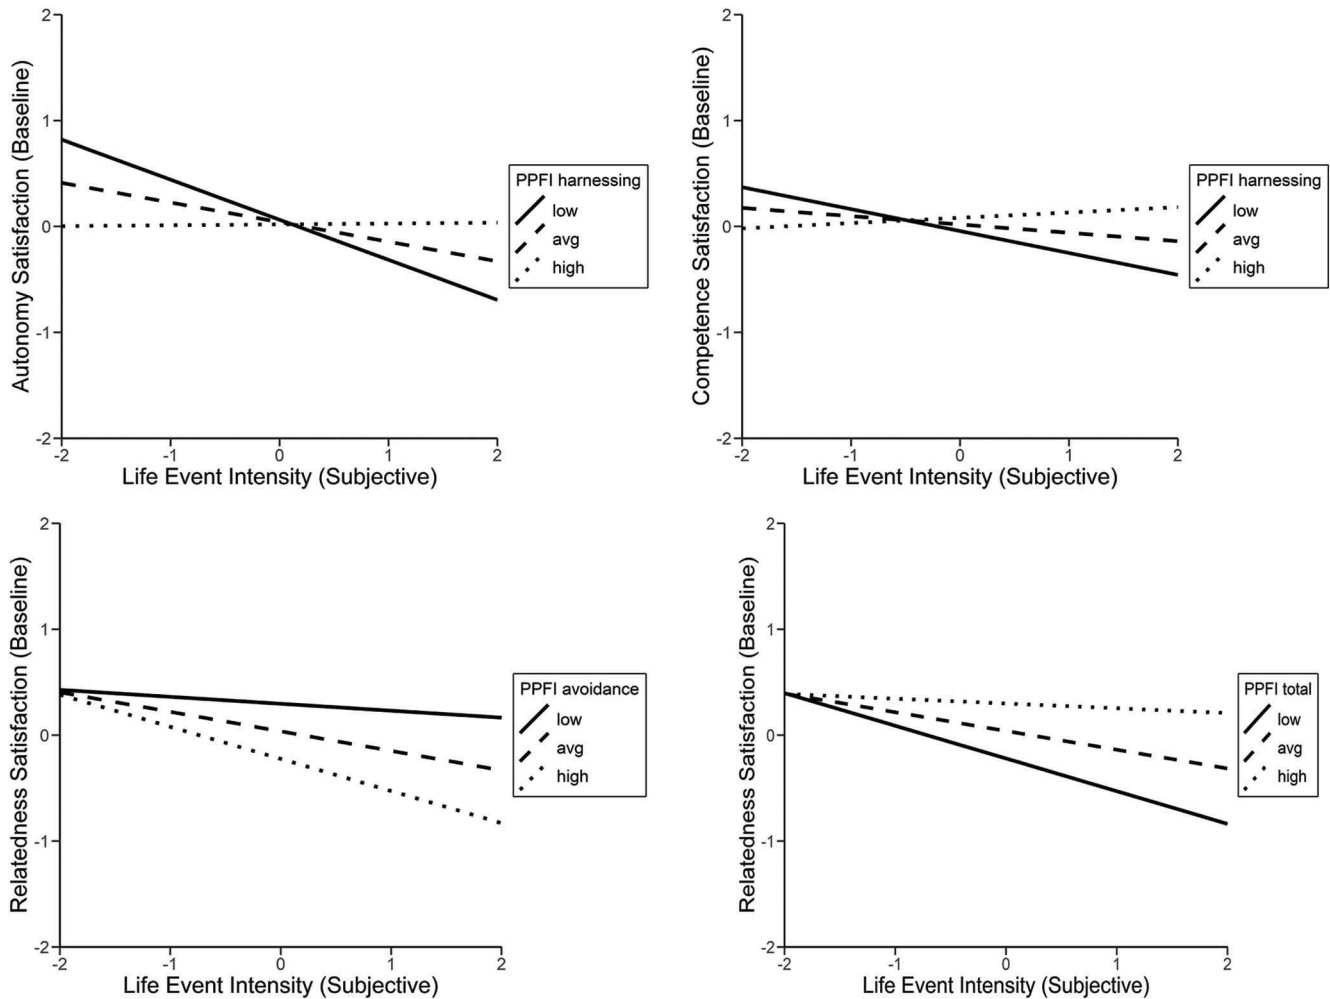 2
1
0
-1
-2
-2 -1 0 1 2
Autonomy Satisfaction (Baseline)
Life Event Intensity (Subjective)
PPFI harnessing
low
avg
high
2
1
0
-1
-2
-2 -1 0 1 2
Competence Satisfaction (Baseline)
Life Event Intensity (Subjective)
PPFI harnessing
low
avg
high
2
1
0
-1
-2
-2 -1 0 1 2
Relatedness Satisfaction (Baseline)
Life Event Intensity (Subjective)
PPFI avoidance
low
avg
high
2
1
0
-1
-2
-2 -1 0 1 2
Relatedness Satisfaction (Baseline)
Life Event Intensity (Subjective)
PPFI total
low
avg
high